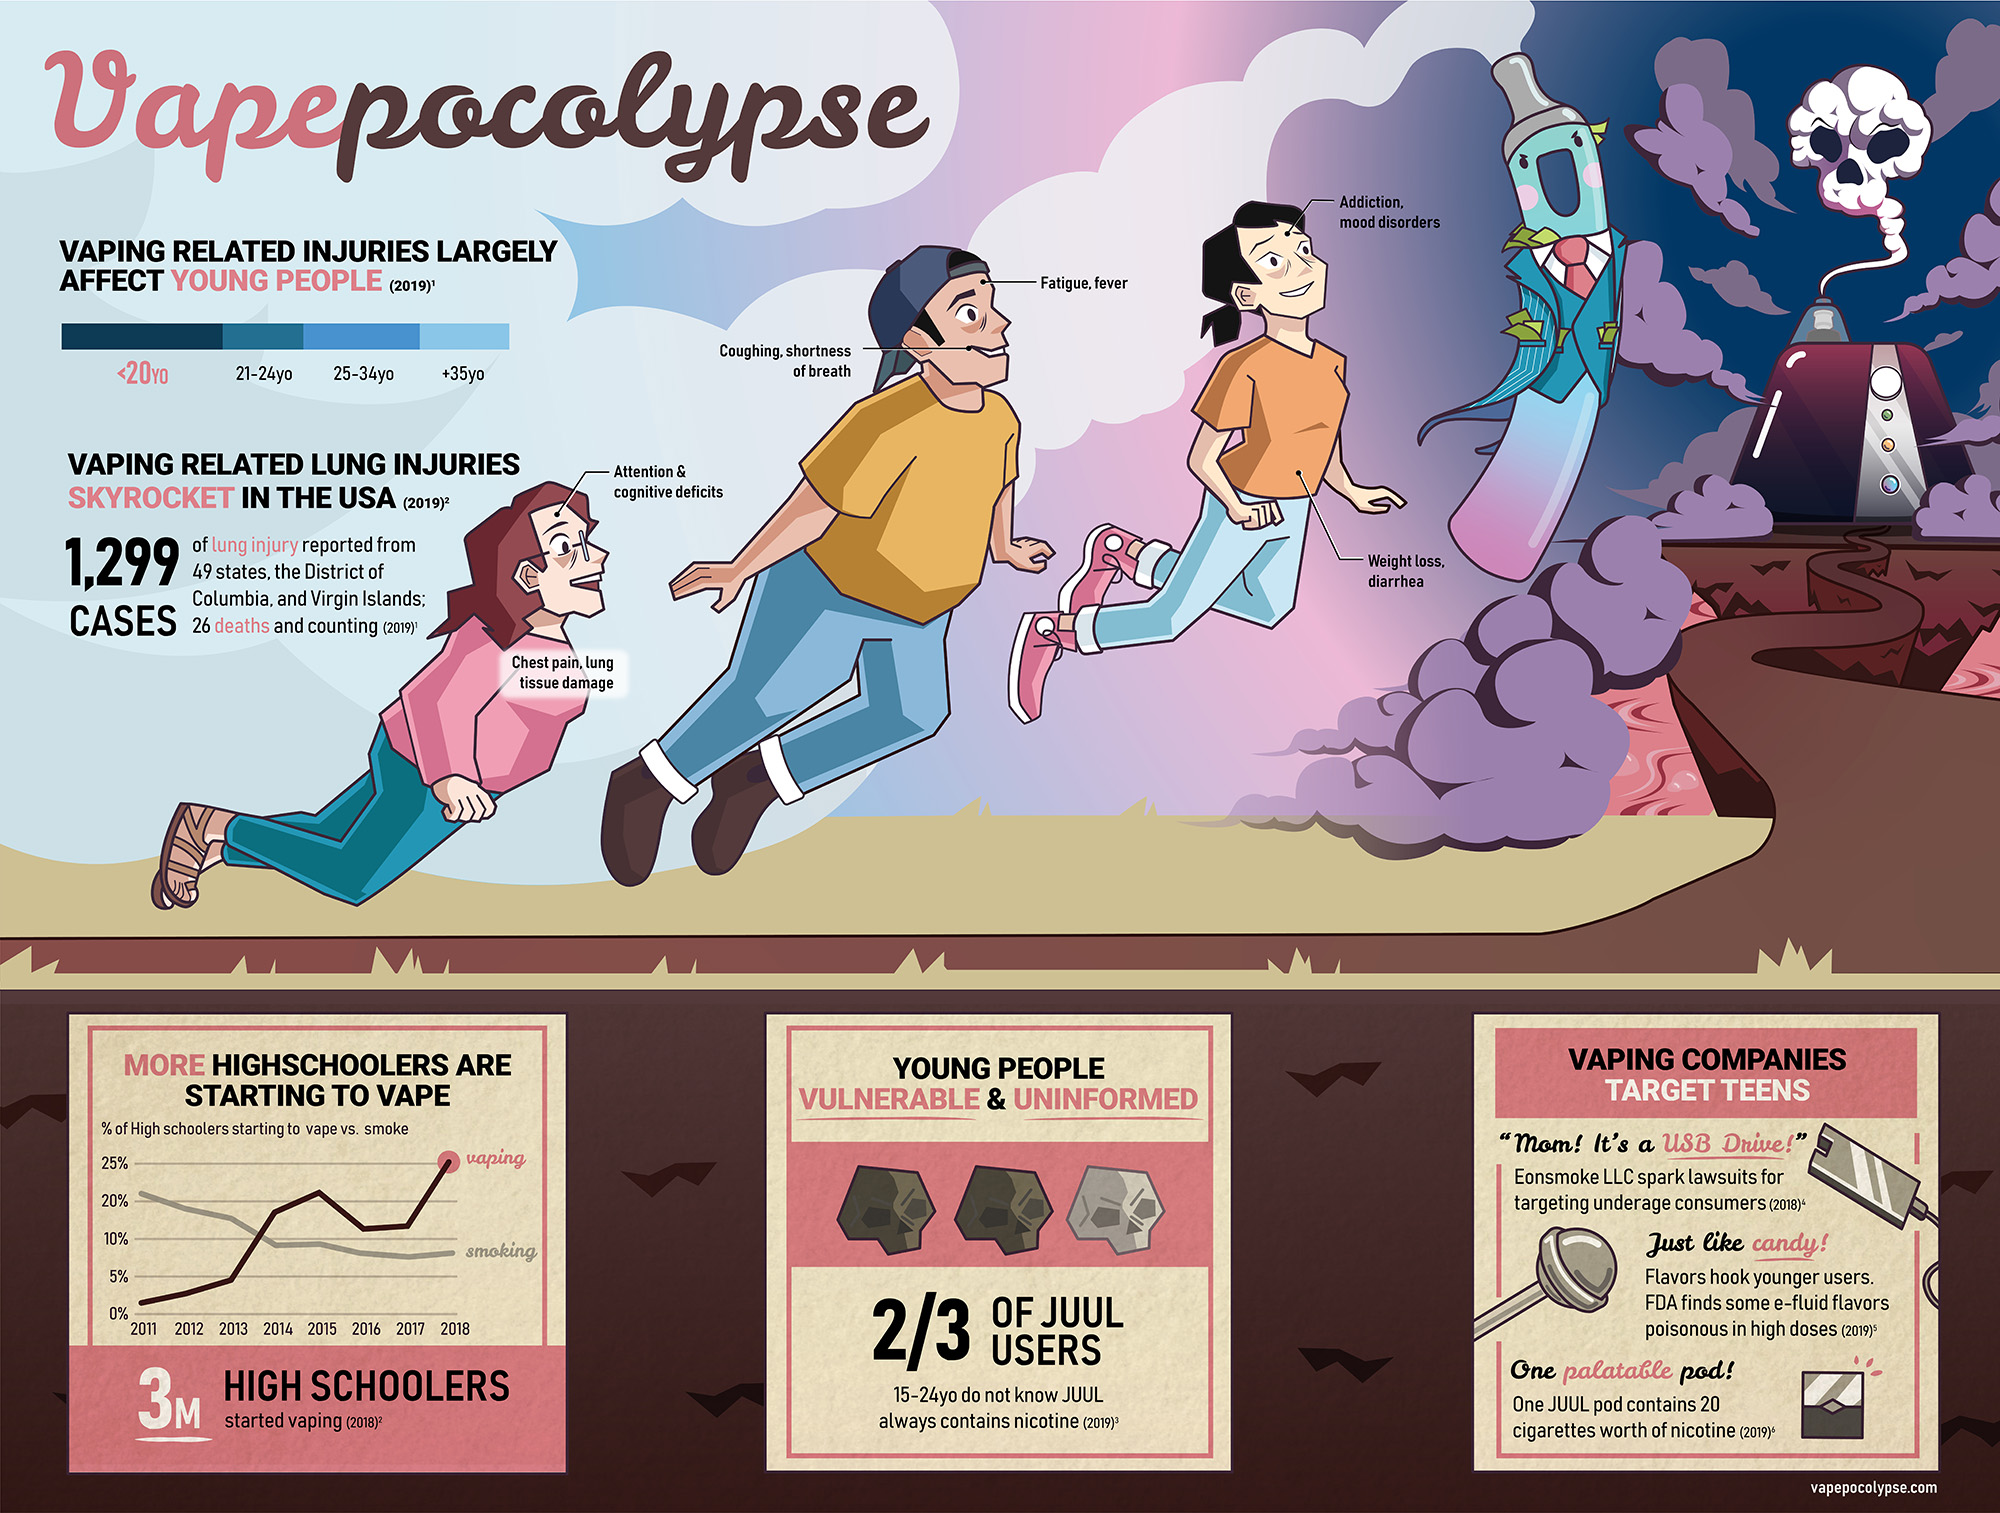 Vapepocolypse
VAPING RELATED INJURIES LARGELY
AFFECT YOUNG PEOPLE (2019)¹
<20YO 21-24yo 25-34yo +35yo
VAPING RELATED LUNG INJURIES
SKYROCKET IN THE USA (2019)²
1,299
CASES
of lung injury reported from
49 states, the District of
Columbia, and Virgin Islands;
26 deaths and counting (2019)¹
Attention &
cognitive deficits
Chest pain, lung
tissue damage
Coughing, shortness
of breath
Fatigue, fever
Addiction,
mood disorders
Weight loss,
diarrhea
MORE HIGHSCHOOLERS ARE
STARTING TO VAPE
% of High schoolers starting to vape vs. smoke
25%
20%
10%
5%
0%
vaping
smoking
2011 2012 2013 2014 2015 2016 2017 2018
3M
HIGH SCHOOLERS
started vaping (2018)²
YOUNG PEOPLE
VULNERABLE & UNINFORMED
2/3
OF JUUL
USERS
15-24yo do not know JUUL
always contains nicotine (2019)³
VAPING COMPANIES
TARGET TEENS
“Mom! It's a USB Drive!”
Eonsmoke LLC spark lawsuits for
targeting underage consumers (2018)⁴
Just like candy!
Flavors hook younger users.
FDA finds some e-fluid flavors
poisonous in high doses (2019)⁵
One palatable pod!
One JUUL pod contains 20
cigarettes worth of nicotine (2019)⁶
vapepocolypse.com